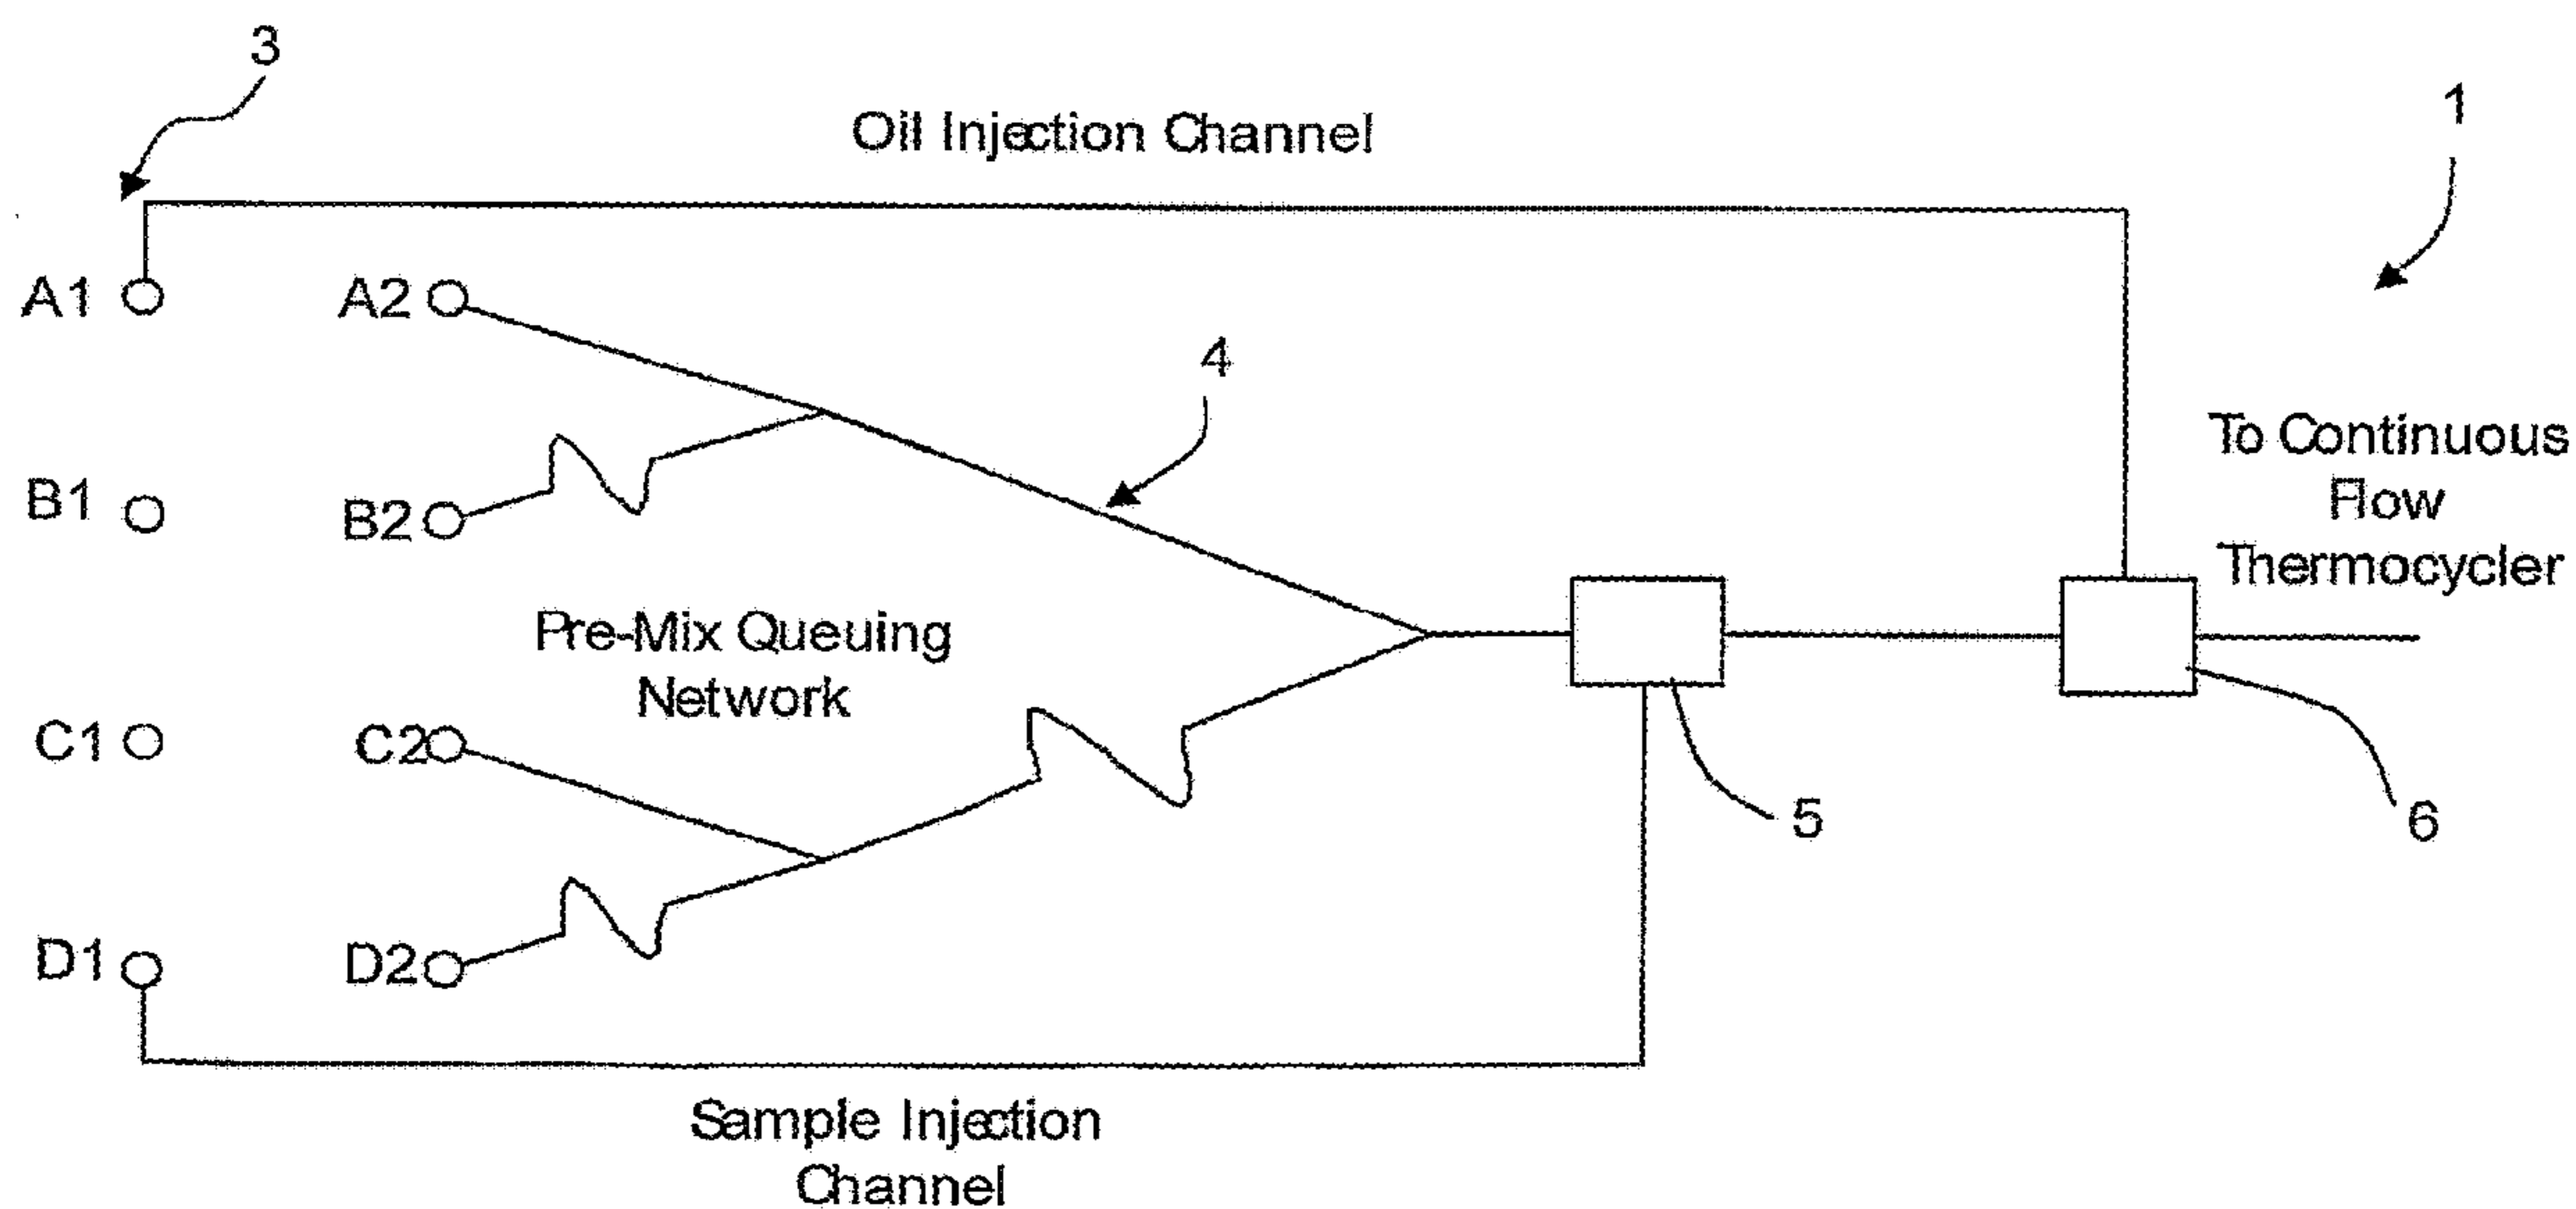 3
1
Oil Injection Channel
A1
A2
4
To Continuous
Flow
Thermocycler
B1
B2
Pre-Mix Queuing
Network
C1
C2
5
6
D1
D2
Sample Injection
Channel